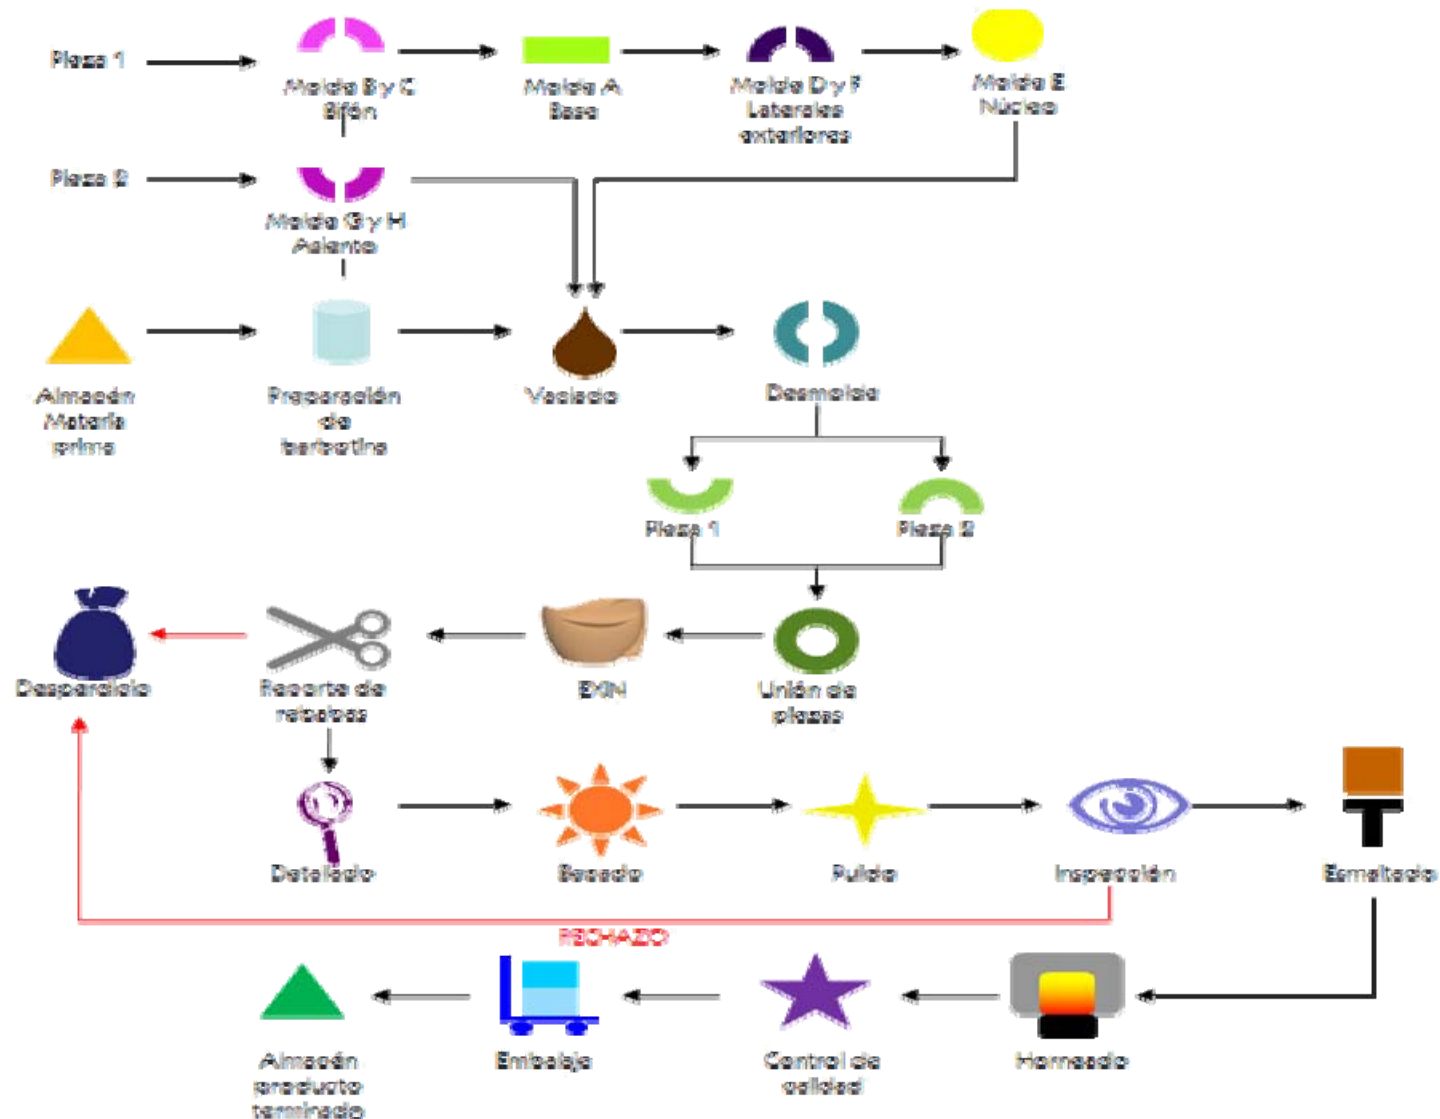 Pieza 1
Molde B y C
Sifón
Molde A
Base
Molde D y F
Laterales
exteriores
Molde E
Núcleo
Pieza 2
Molde G y H
Asiento
Almacén
Materia
prima
Preparación
de
barbotina
Vaciado
Desmolde
Pieza 1
Pieza 2
Desperdicio
Recorte de
rebabas
EXIN
Unión de
piezas
Detallado
Secado
Pulido
Inspección
Esmaltado
RECHAZO
Almacén
producto
terminado
Embalaje
Control de
calidad
Horneado